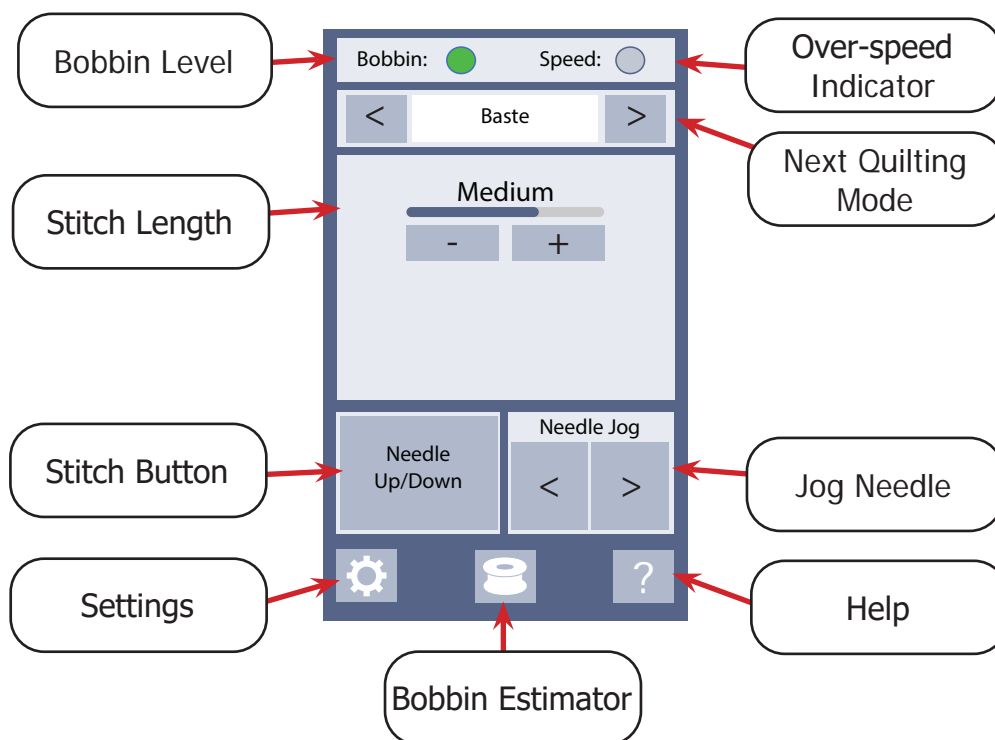 Bobbin Level
Bobbin:
Speed:
Over-speed
Indicator
<
Baste
>
Next Quilting
Mode
Stitch Length
Medium
-
+
Stitch Button
Needle
Up/Down
Needle Jog
<
>
Jog Needle
Settings
?
Help
Bobbin Estimator